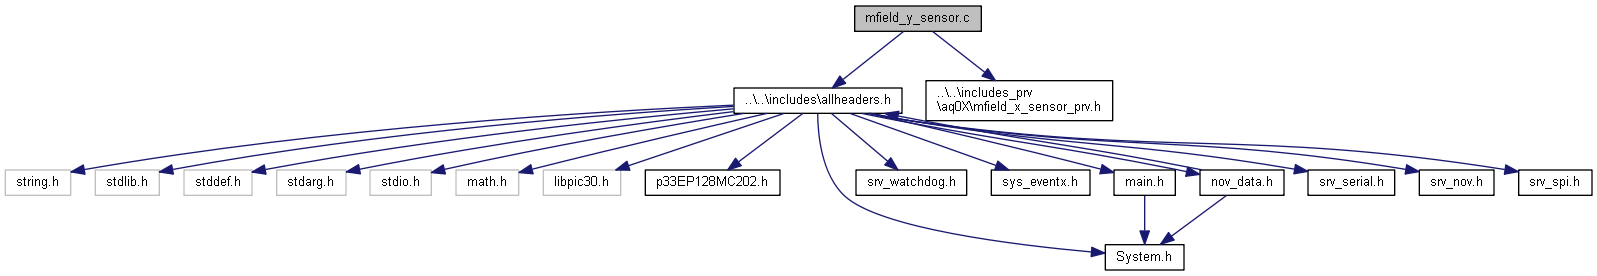 mfield_y_sensor.c
..\..\includes\allheaders.h
..\..\includes_prv
\aq0X\mfield_x_sensor_prv.h
string.h
stdlib.h
stddef.h
stdarg.h
stdio.h
math.h
libpic30.h
p33EP128MC202.h
srv_watchdog.h
sys_eventx.h
main.h
nov_data.h
srv_serial.h
srv_nov.h
srv_spi.h
System.h